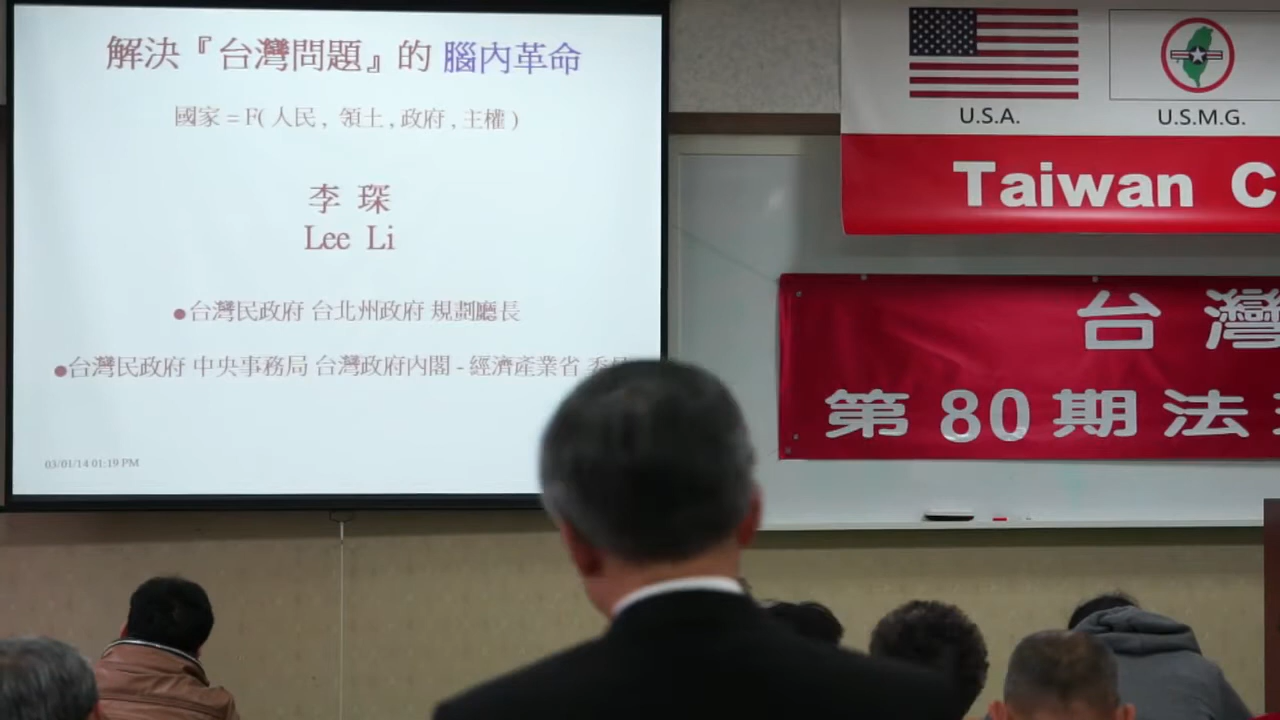 解決『台灣問題』的 腦內革命
國家 = F( 人民 , 領土 , 政府 , 主權 )
李 琛
Lee Li
●台灣民政府 台北州政府 規劃廳長
●台灣民政府 中央事務局 台灣政府內閣 - 經濟產業省
03/01/14 01:19 PM
U.S.A.
U.S.M.G.
Taiwan C
台灣
第 80 期 法